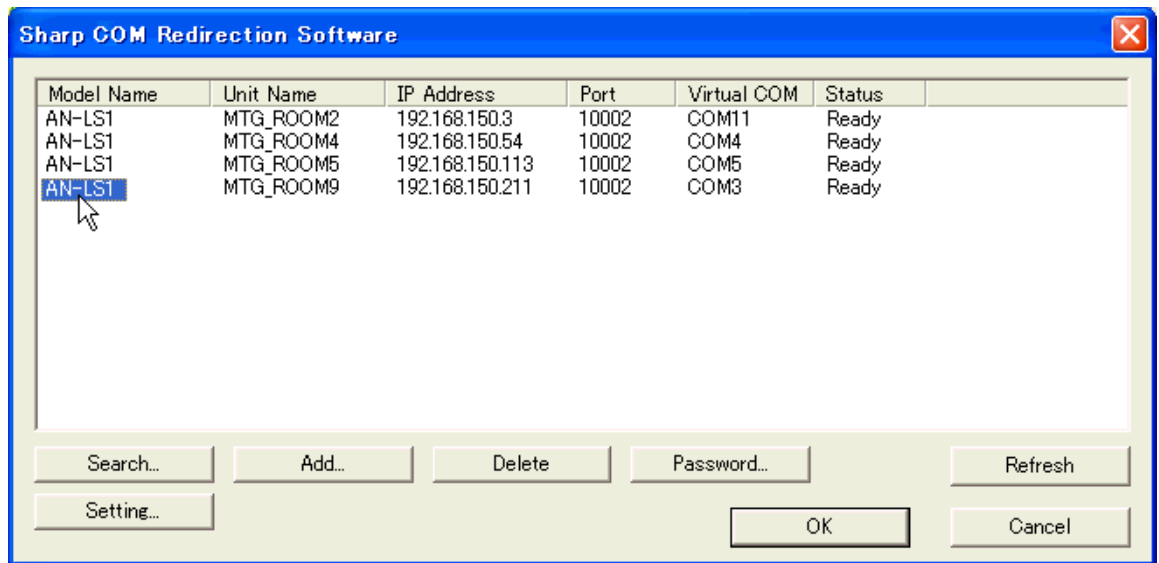 Sharp COM Redirection Software
Model Name Unit Name IP Address Port Virtual COM Status
AN-LS1 MTG_ROOM2 192.168.150.3 10002 COM11 Ready
AN-LS1 MTG_ROOM4 192.168.150.54 10002 COM4 Ready
AN-LS1 MTG_ROOM5 192.168.150.113 10002 COM5 Ready
AN-LS1 MTG_ROOM9 192.168.150.211 10002 COM3 Ready
Search... Add... Delete Password... Refresh
Setting... OK Cancel